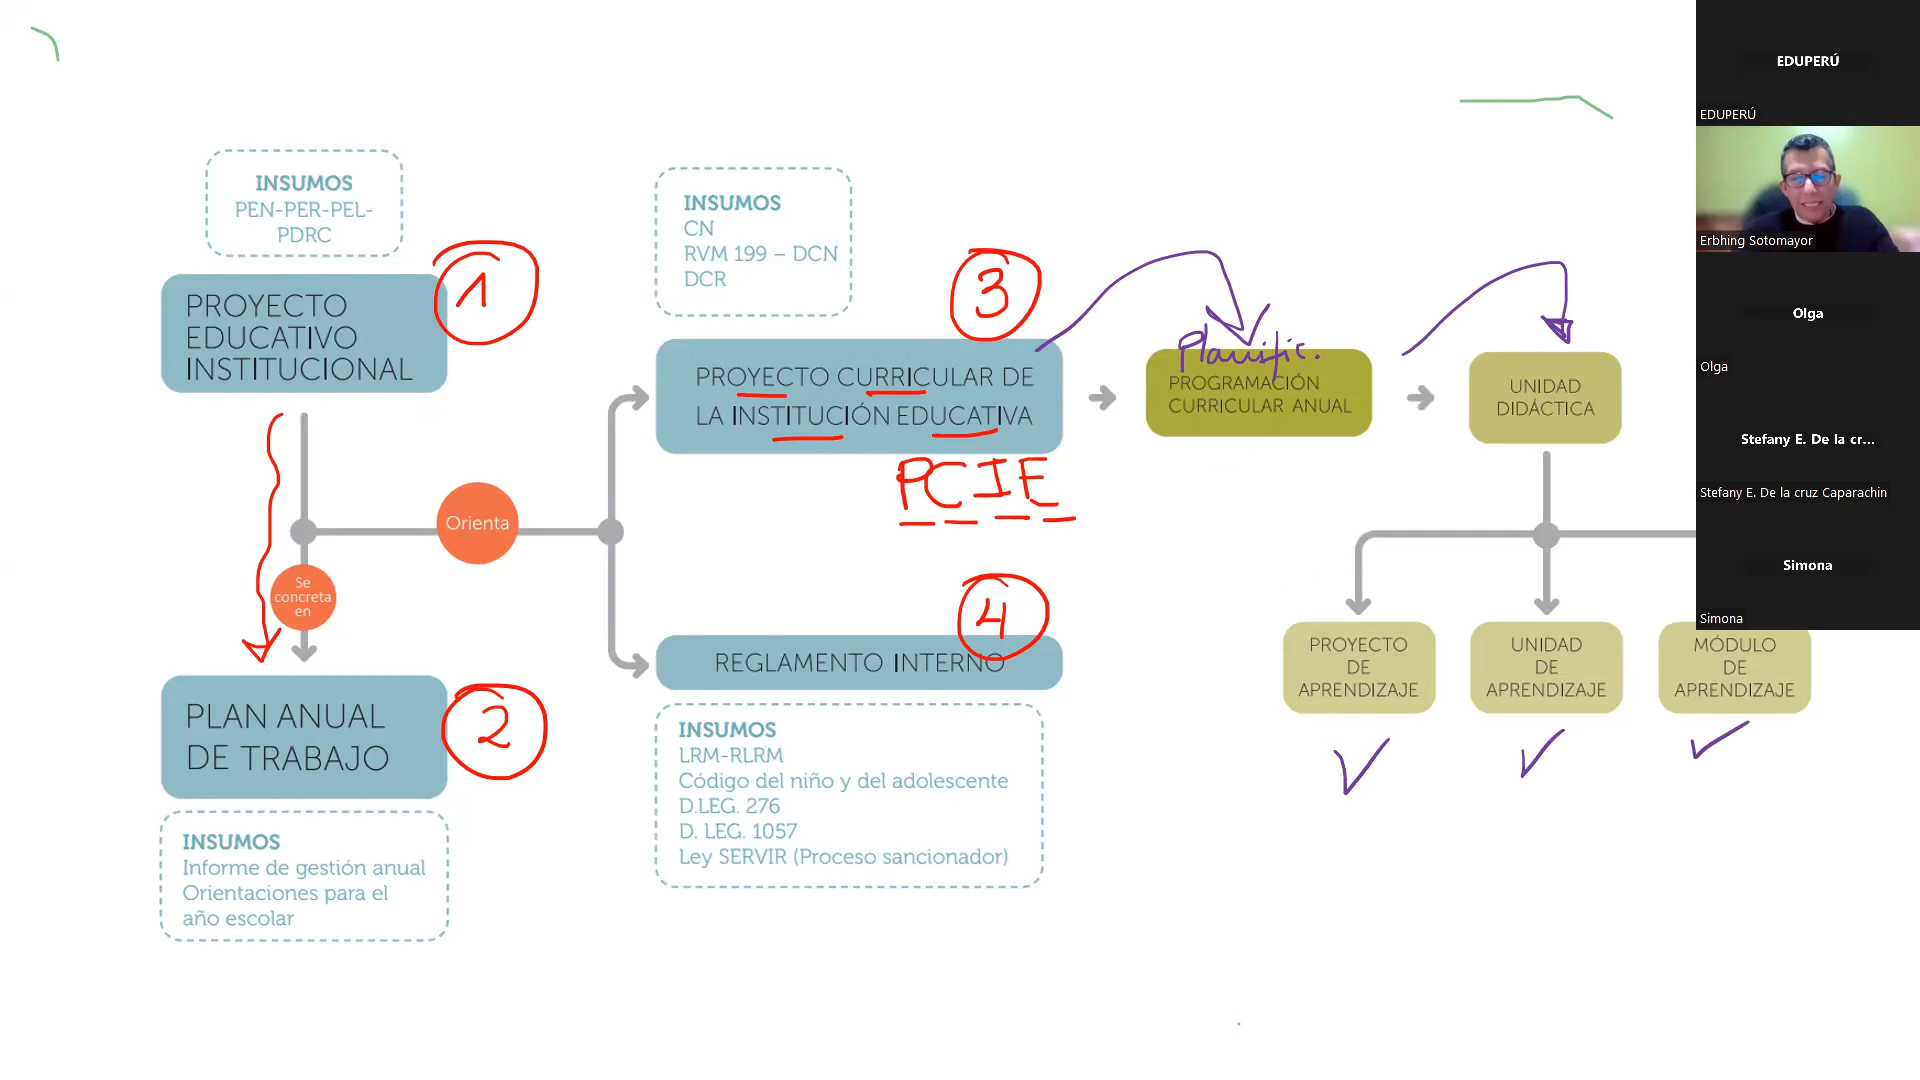 INSUMOS
PEN-PER-PEL-
PDRC
PROYECTO
EDUCATIVO
INSTITUCIONAL
1
Se
concreta
en
Orienta
PLAN ANUAL
DE TRABAJO
2
INSUMOS
Informe de gestión anual
Orientaciones para el
año escolar
INSUMOS
CN
RVM 199 – DCN
DCR
3
PROYECTO CURRICULAR DE
LA INSTITUCIÓN EDUCATIVA
PCIE
4
REGLAMENTO INTERNO
INSUMOS
LRM-RLRM
Código del niño y del adolescente
D.LEG. 276
D. LEG. 1057
Ley SERVIR (Proceso sancionador)
Planific.
PROGRAMACIÓN
CURRICULAR ANUAL
UNIDAD
DIDÁCTICA
PROYECTO
DE
APRENDIZAJE
UNIDAD
DE
APRENDIZAJE
MÓDULO
DE
APRENDIZAJE
EDUPERÚ
EDUPERÚ
Erbhing Sotomayor
Olga
Olga
Stefany E. De la cr...
Stefany E. De la cruz Caparachin
Simona
Simona